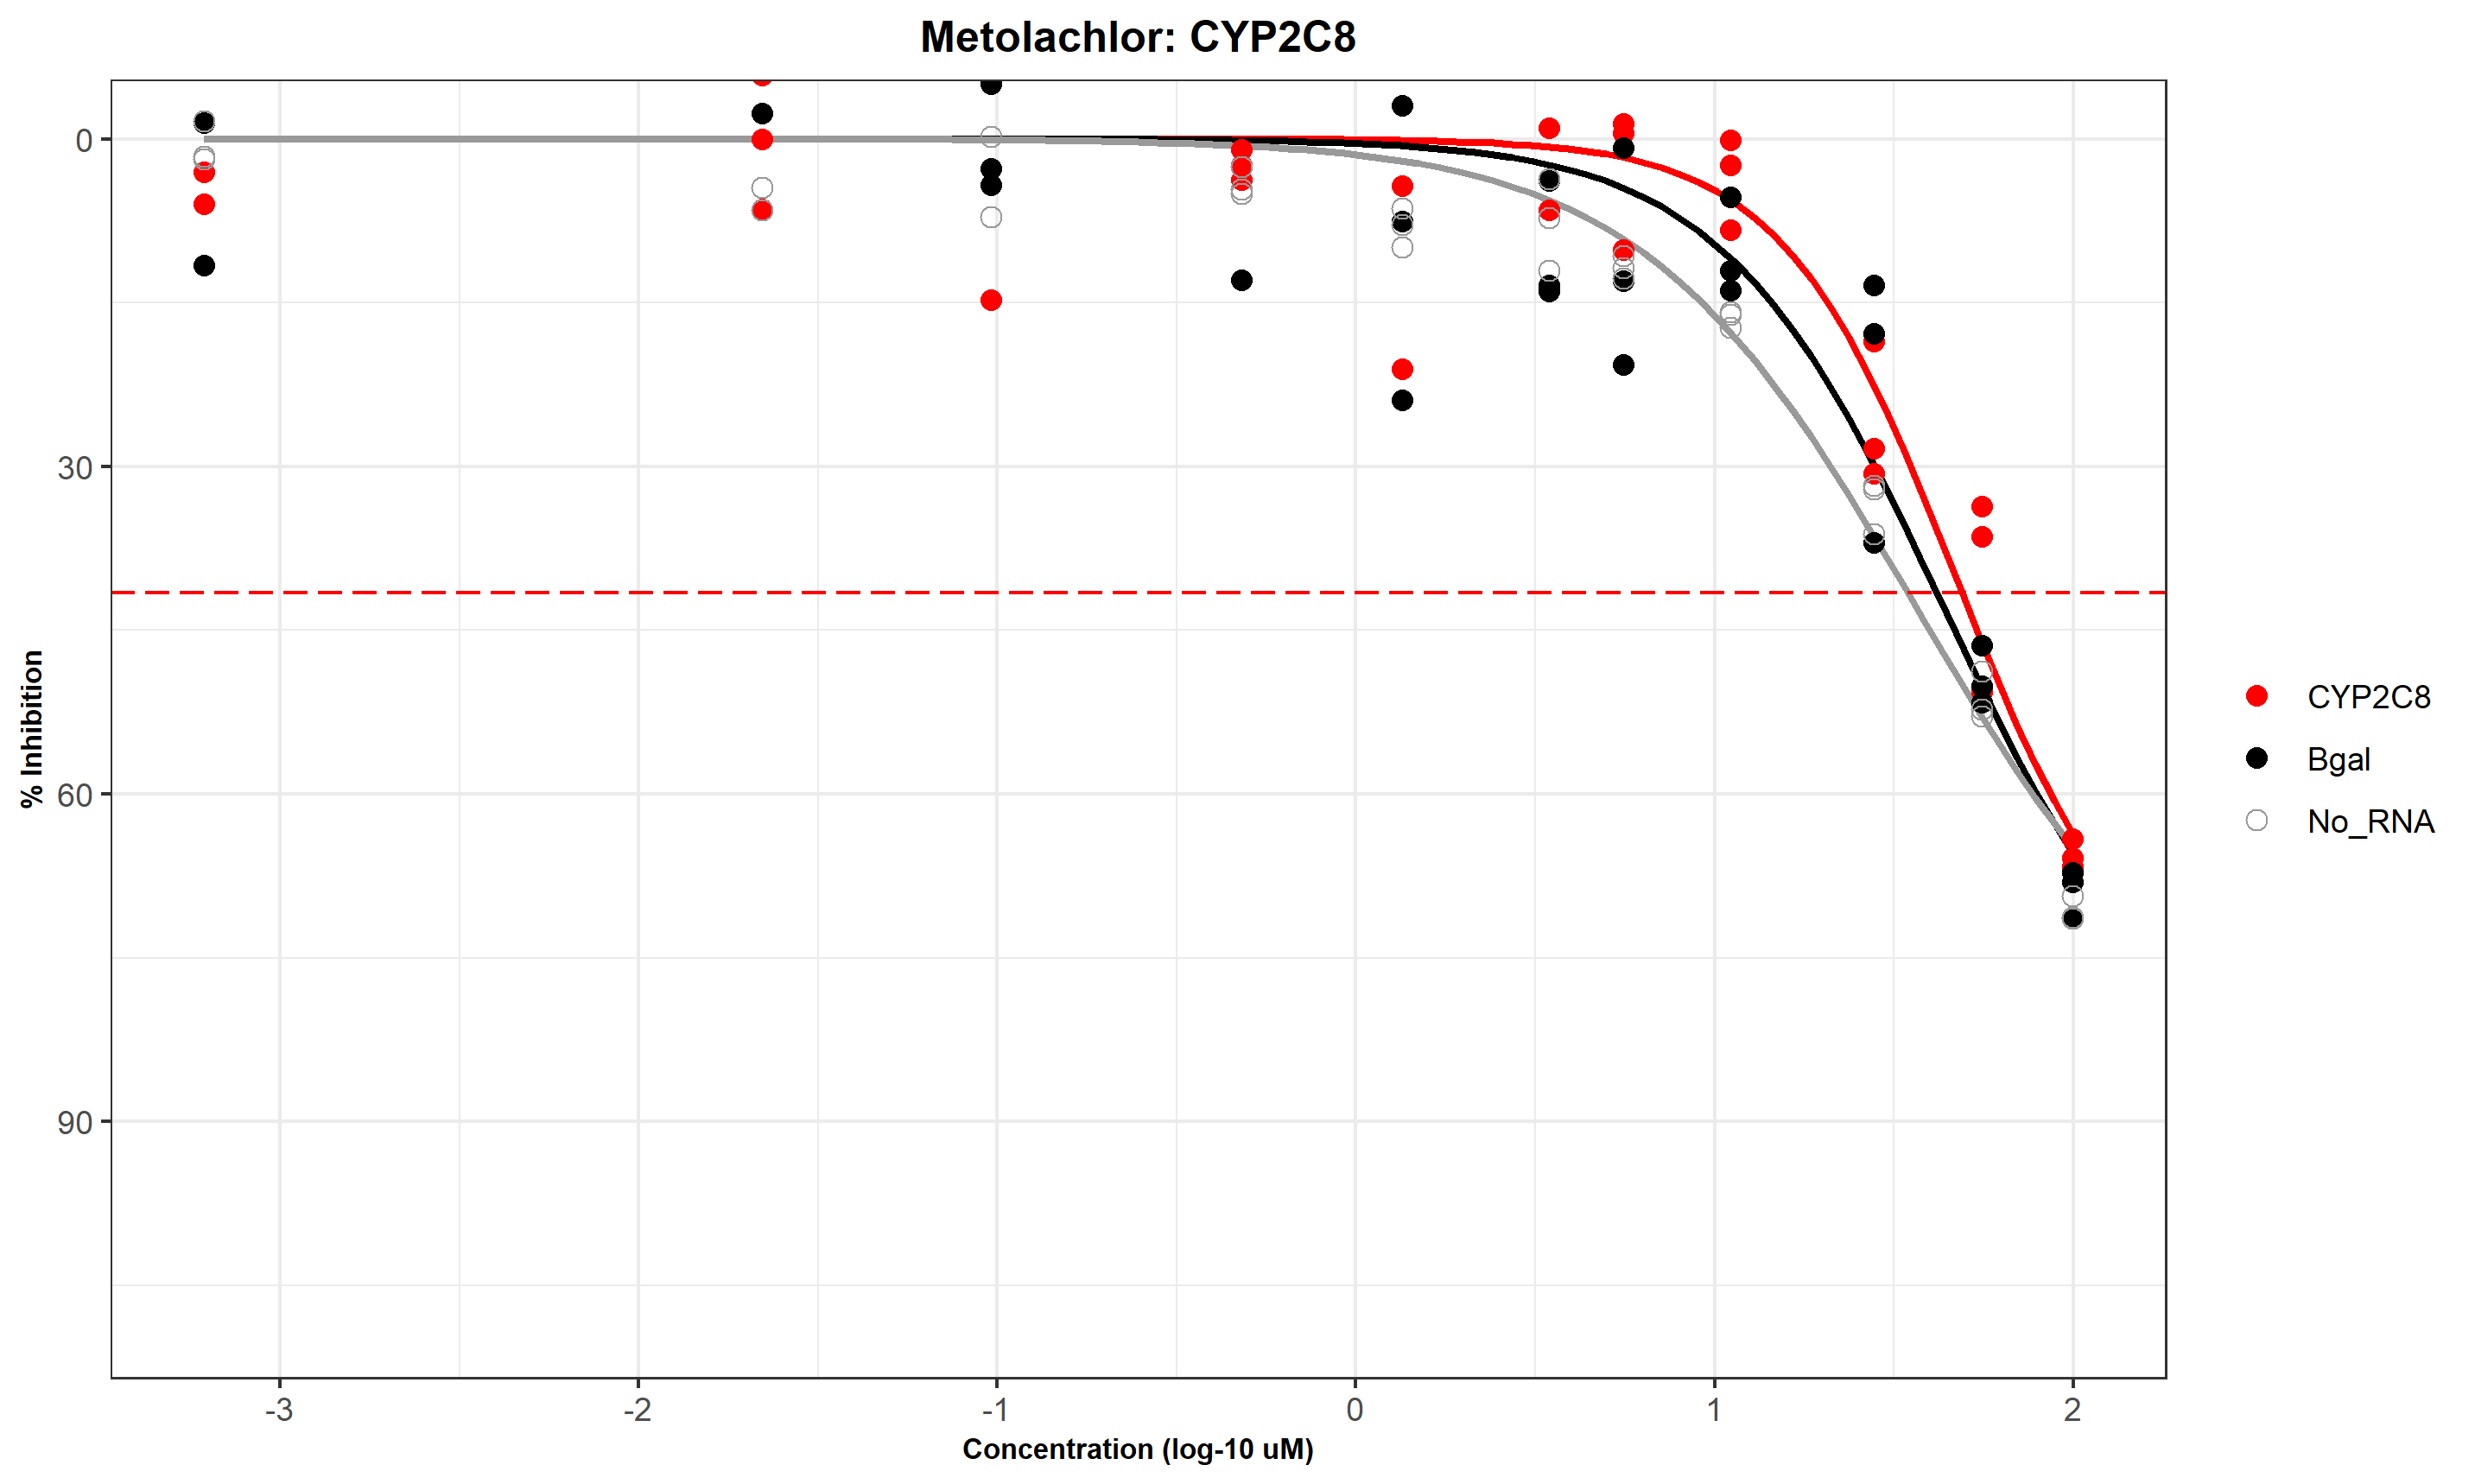 Metolachlor: CYP2C8
0
30
60
90
% Inhibition
-3
-2
-1
0
1
2
Concentration (log-10 uM)
CYP2C8
Bgal
No_RNA